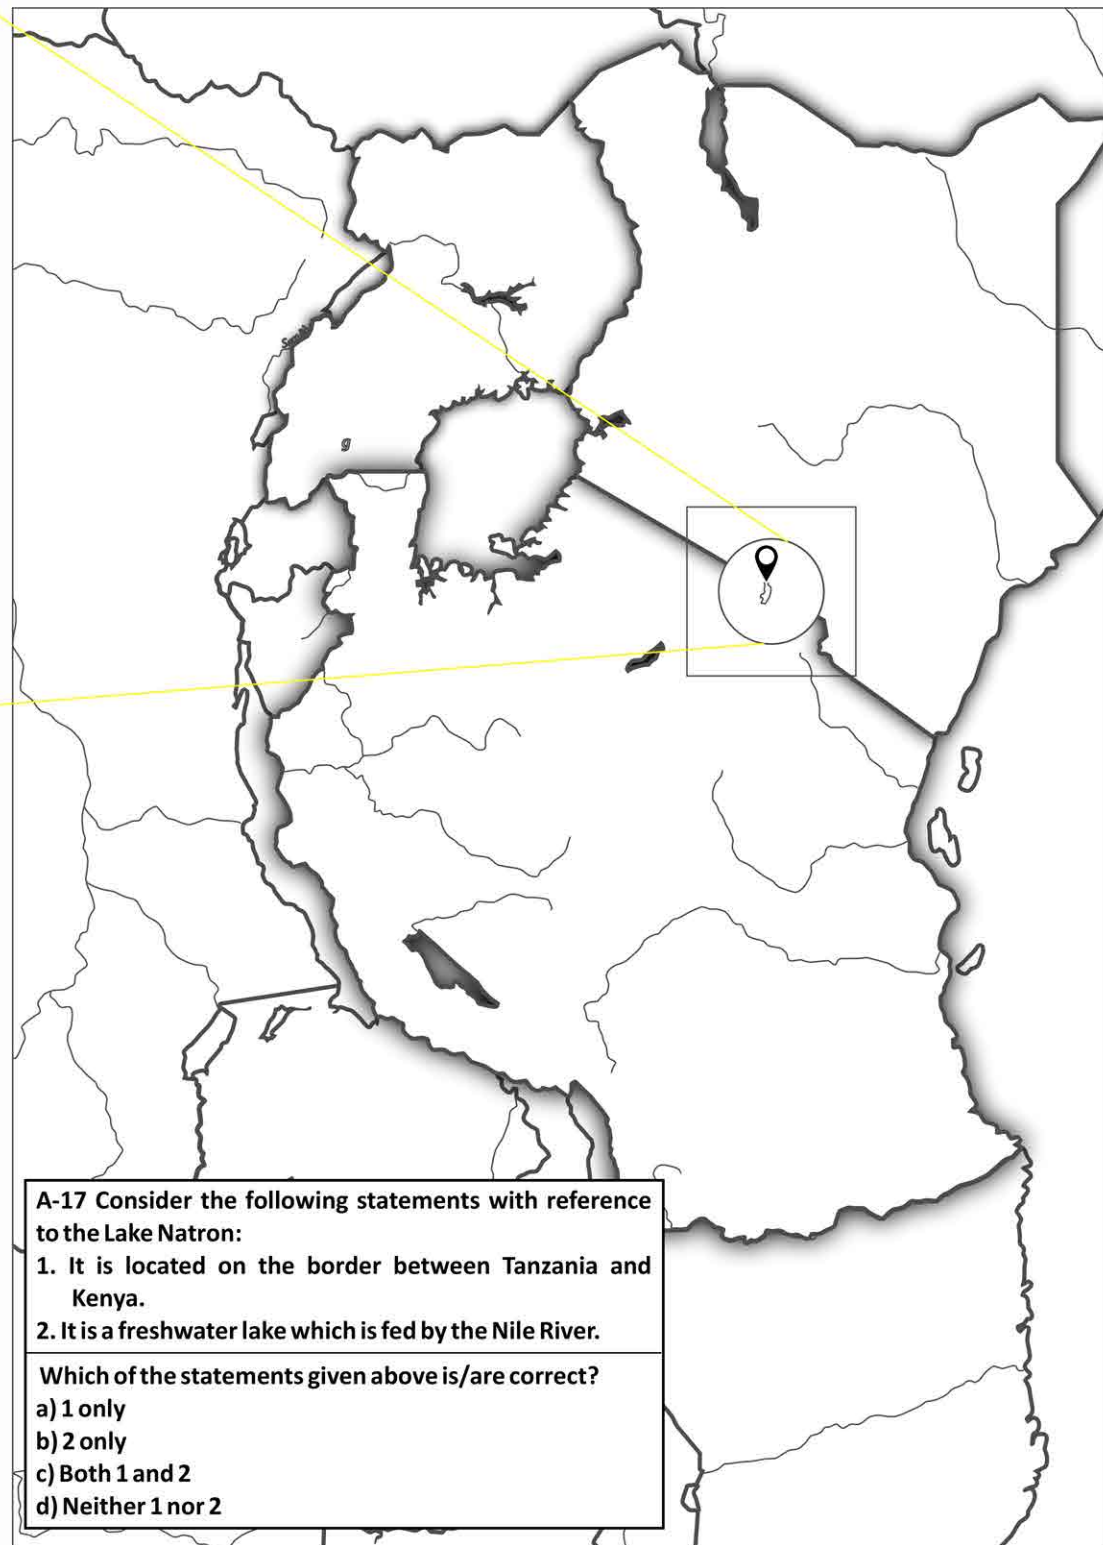 g
A-17 Consider the following statements with reference
to the Lake Natron:
1. It is located on the border between Tanzania and
Kenya.
2. It is a freshwater lake which is fed by the Nile River.
Which of the statements given above is/are correct?
a) 1 only
b) 2 only
c) Both 1 and 2
d) Neither 1 nor 2